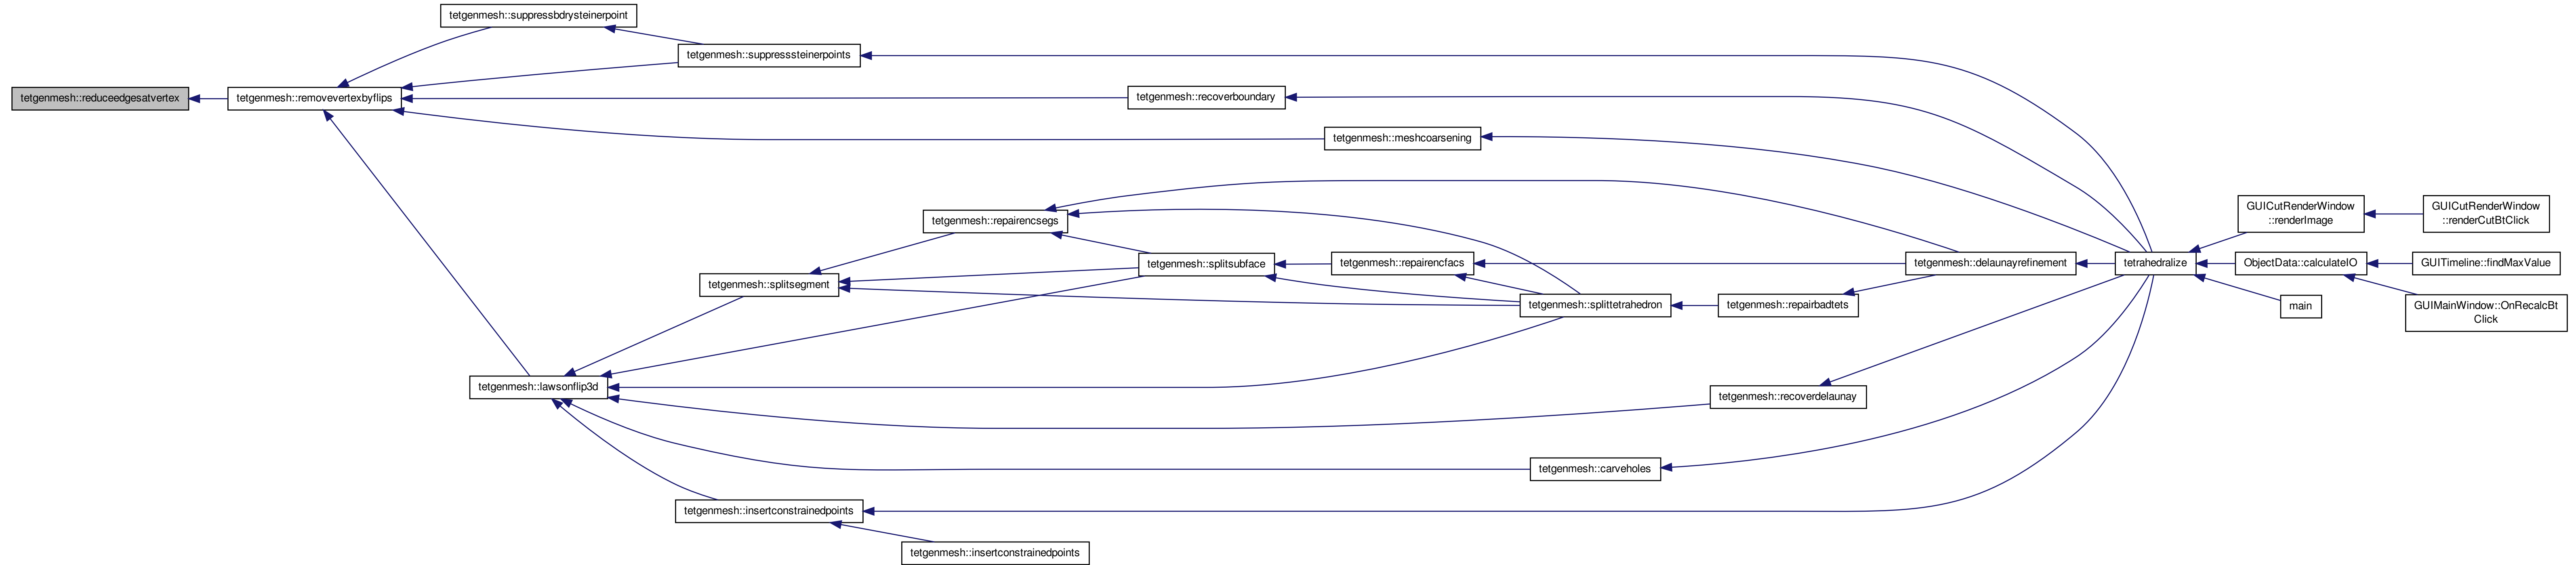 tetgenmesh::suppressbdrysteinerpoint
tetgenmesh::suppresssteinerpoints
tetgenmesh::reduceedgesatvertex
tetgenmesh::removevertexbyflips
tetgenmesh::recoverboundary
tetgenmesh::meshcoarsening
tetgenmesh::repairencsegs
GUICutRenderWindow
::renderImage
GUICutRenderWindow
::renderCutBtClick
tetgenmesh::splitsubface
tetgenmesh::repairencfacs
tetgenmesh::delaunayrefinement
tetrahedralize
ObjectData::calculateIO
GUITimeline::findMaxValue
tetgenmesh::splitsegment
tetgenmesh::splittetrahedron
tetgenmesh::repairbadtets
main
GUIMainWindow::OnRecalcBt
Click
tetgenmesh::lawsonflip3d
tetgenmesh::recoverdelaunay
tetgenmesh::carveholes
tetgenmesh::insertconstrainedpoints
tetgenmesh::insertconstrainedpoints